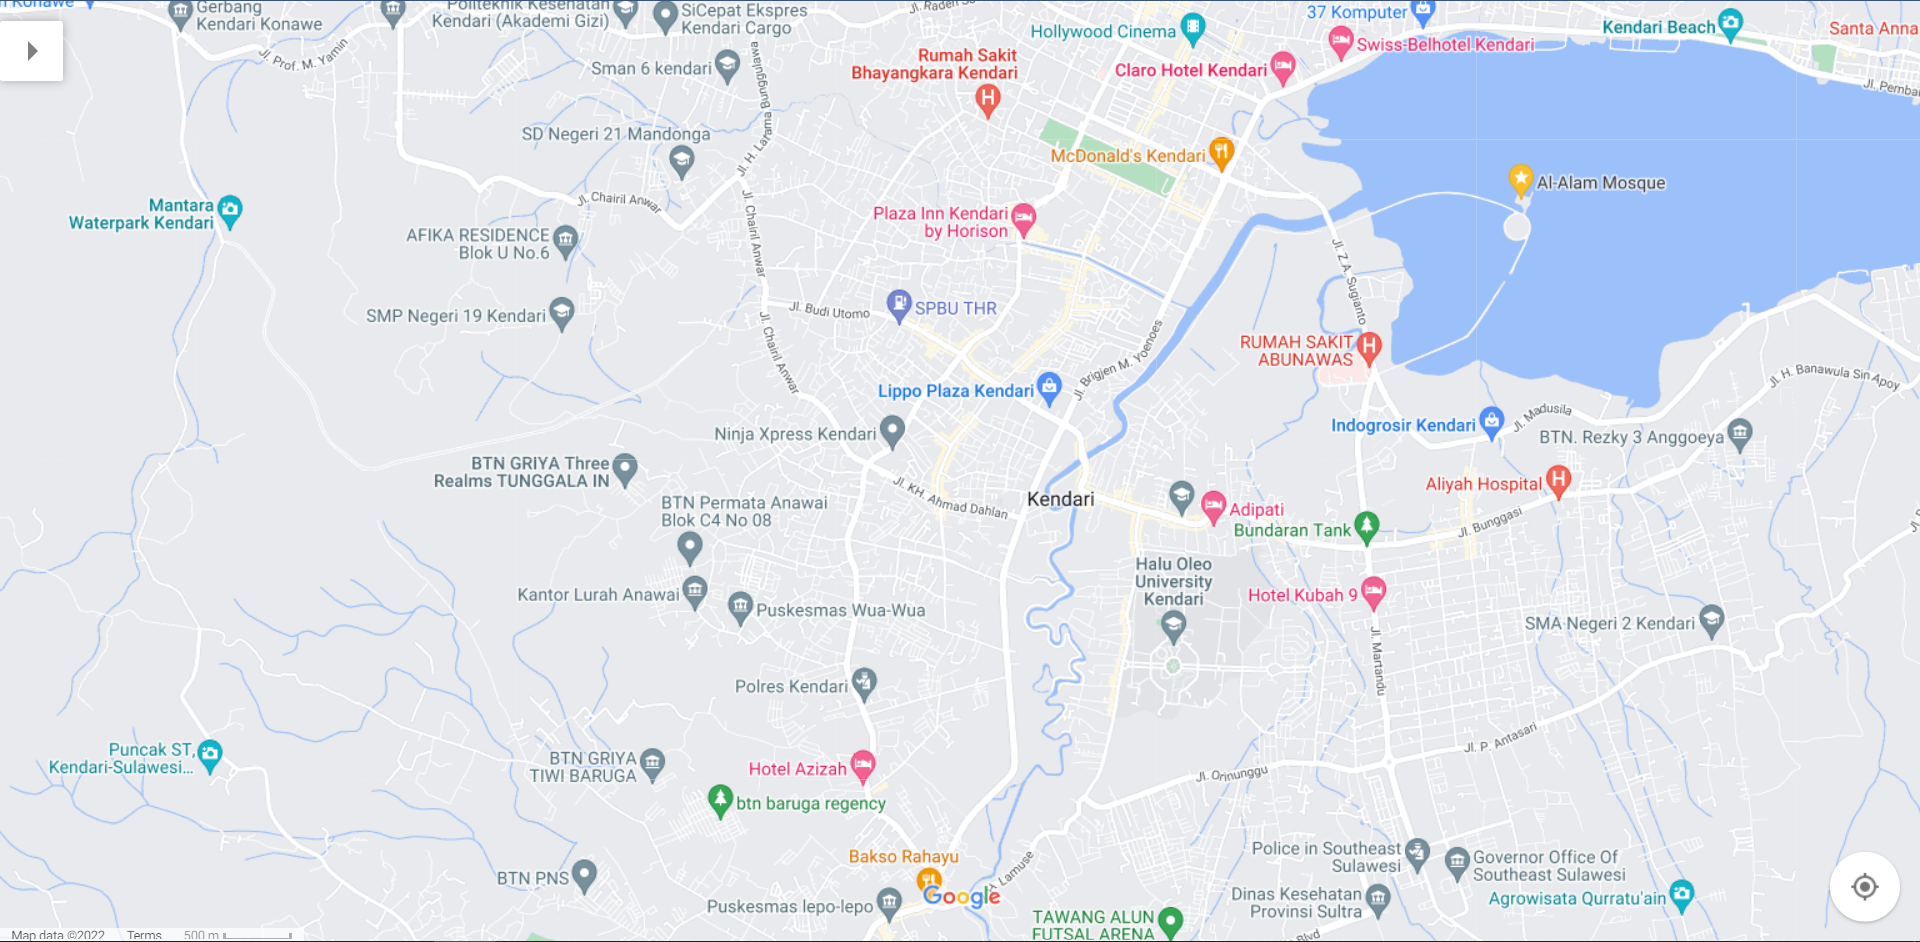 Konawe
Gerbang
Kendari Konawe
Politeknik Kesehatan
Kendari (Akademi Gizi)
SiCepat Ekspres
Kendari Cargo
Hollywood Cinema
37 Komputer
Kendari Beach
Santa Anna
Swiss-Belhotel Kendari
Jl. Prof. M. Yamin
Sman 6 kendari
Rumah Sakit
Bhayangkara Kendari
Claro Hotel Kendari
SD Negeri 21 Mandonga
McDonald's Kendari
Al-Alam Mosque
Jl. Chairil Anwar
Mantara
Waterpark Kendari
Plaza Inn Kendari
by Horison
AFIKA RESIDENCE
Blok U No.6
Jl. Chairil Anwar
Jl. Z.A. Sugianto
SMP Negeri 19 Kendari
Jl. Budi Utomo
SPBU THR
Jl. Chairil Anwar
Jl. Brigjen M. Yoenoes
RUMAH SAKIT
ABUNAWAS
Lippo Plaza Kendari
Jl. H. Banawula Sin Apoy
Jl. Madusila
Indogrosir Kendari
BTN. Rezky 3 Anggoeya
Ninja Xpress Kendari
BTN GRIYA Three
Realms TUNGGALA IN
Jl. KH. Ahmad Dahlan
Kendari
Aliyah Hospital
BTN Permata Anawai
Blok C4 No 08
Adipati
Bundaran Tank
Jl. Bunggasi
Halu Oleo
University
Kendari
Kantor Lurah Anawai
Puskesmas Wua-Wua
Hotel Kubah 9
SMA Negeri 2 Kendari
Jl. Martandu
Polres Kendari
Puncak ST,
Kendari-Sulawesi...
BTN GRIYA
TIWI BARUGA
Hotel Azizah
btn baruga regency
Jl. P. Antasari
Jl. Orinunggu
Bakso Rahayu
Police in Southeast
Sulawesi
Governor Office Of
Southeast Sulawesi
BTN PNS
Google
Lamuse
Dinas Kesehatan
Provinsi Sultra
Agrowisata Qurratu'ain
Puskesmas lepo-lepo
TAWANG ALUN
FUTSAL ARENA
Blvd
Map data ©2022 Terms 500 m